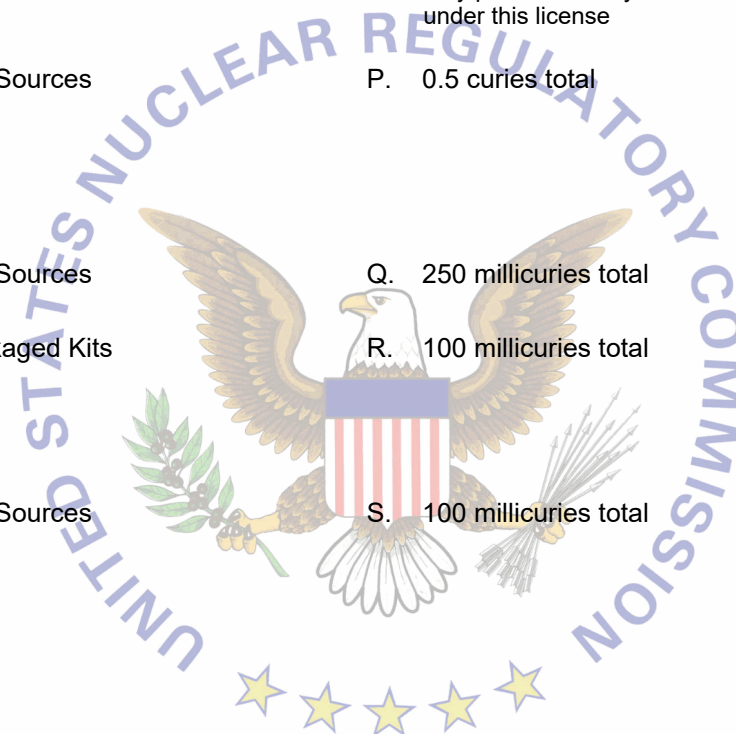 under this license
Sources P. 0.5 curies total
Sources Q. 250 millicuries total
Kits R. 100 millicuries total
Sources S. 100 millicuries total
UNITED STATES NUCLEAR REGULATORY COMMISSION